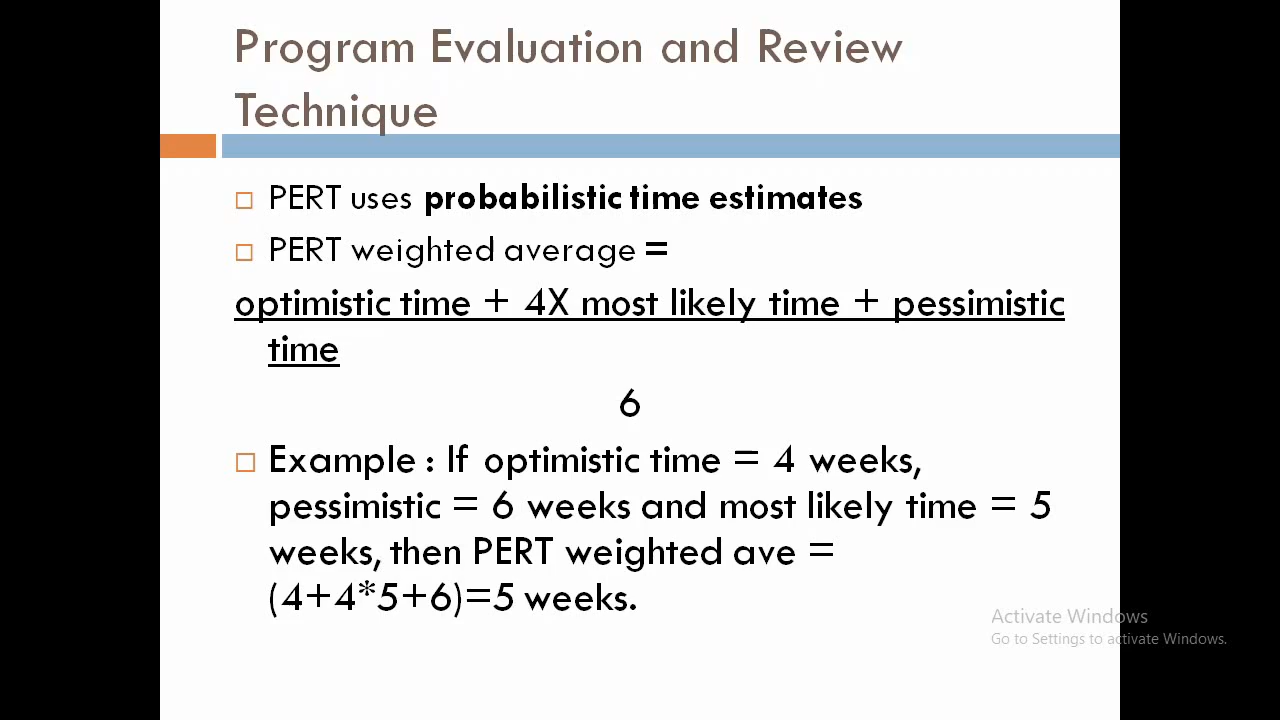 Program Evaluation and Review
Technique
PERT uses probabilistic time estimates
PERT weighted average =
optimistic time + 4X most likely time + pessimistic
time
6
Example : If optimistic time = 4 weeks,
pessimistic = 6 weeks and most likely time = 5
weeks, then PERT weighted ave =
(4+4*5+6)=5 weeks.
Activate Windows
Go to Settings to activate Windows.